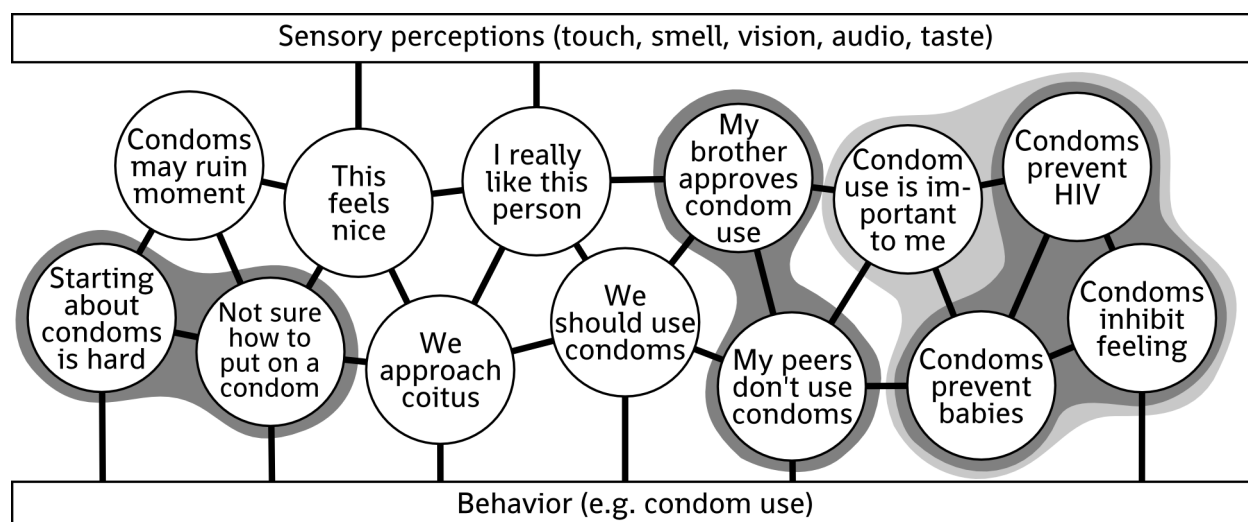 Sensory perceptions (touch, smell, vision, audio, taste)
Condoms
may ruin
moment
This
feels
nice
I really
like this
person
My
brother
approves
condom
use
Condom
use is im-
portant
to me
Condoms
prevent
HIV
Starting
about
condoms
is hard
Not sure
how to
put on a
condom
We
approach
coitus
We
should use
condoms
My peers
don't use
condoms
Condoms
prevent
babies
Condoms
inhibit
feeling
Behavior (e.g. condom use)